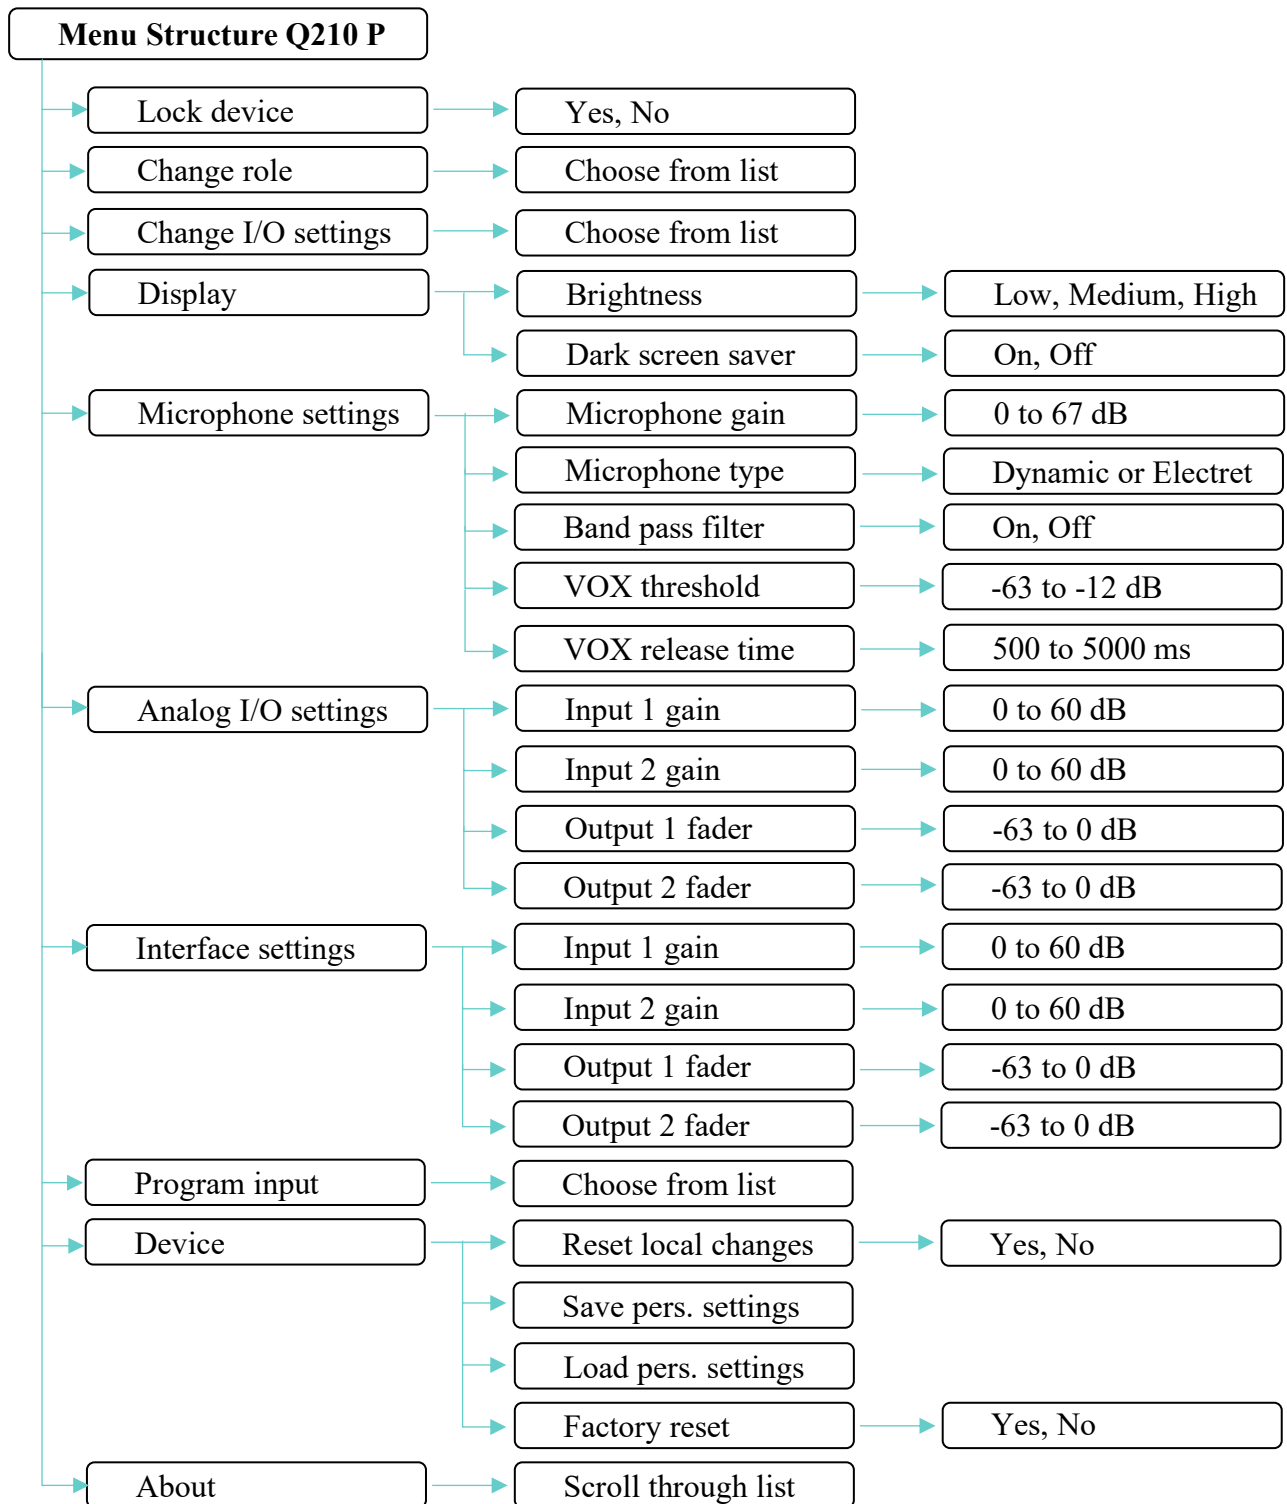 Menu Structure Q210 P
Lock device
Yes, No
Change role
Choose from list
Change I/O settings
Choose from list
Display
Brightness
Low, Medium, High
Dark screen saver
On, Off
Microphone settings
Microphone gain
0 to 67 dB
Microphone type
Dynamic or Electret
Band pass filter
On, Off
VOX threshold
-63 to -12 dB
VOX release time
500 to 5000 ms
Analog I/O settings
Input 1 gain
0 to 60 dB
Input 2 gain
0 to 60 dB
Output 1 fader
-63 to 0 dB
Output 2 fader
-63 to 0 dB
Interface settings
Input 1 gain
0 to 60 dB
Input 2 gain
0 to 60 dB
Output 1 fader
-63 to 0 dB
Output 2 fader
-63 to 0 dB
Program input
Choose from list
Device
Reset local changes
Yes, No
Save pers. settings
Load pers. settings
Factory reset
Yes, No
About
Scroll through list